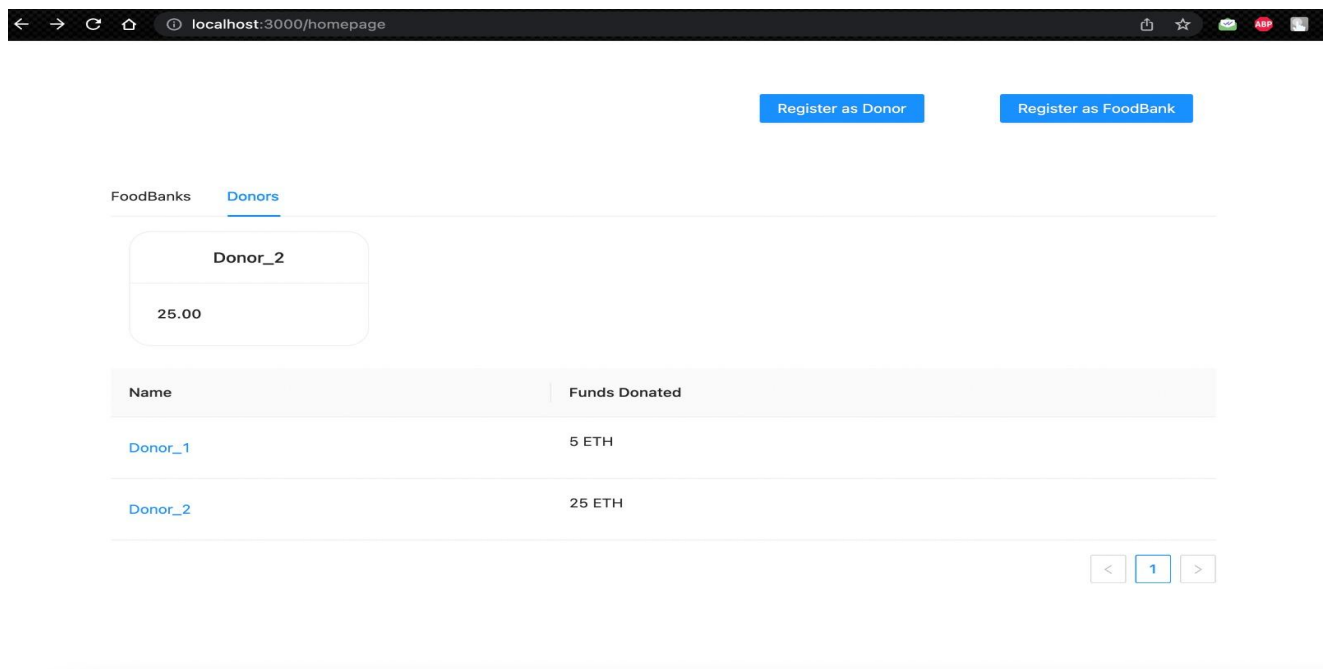 localhost:3000/homepage
ABP
Register as Donor Register as FoodBank
FoodBanks Donors
Donor_2
25.00
Name Funds Donated
Donor_1 5 ETH
Donor_2 25 ETH
< 1 >